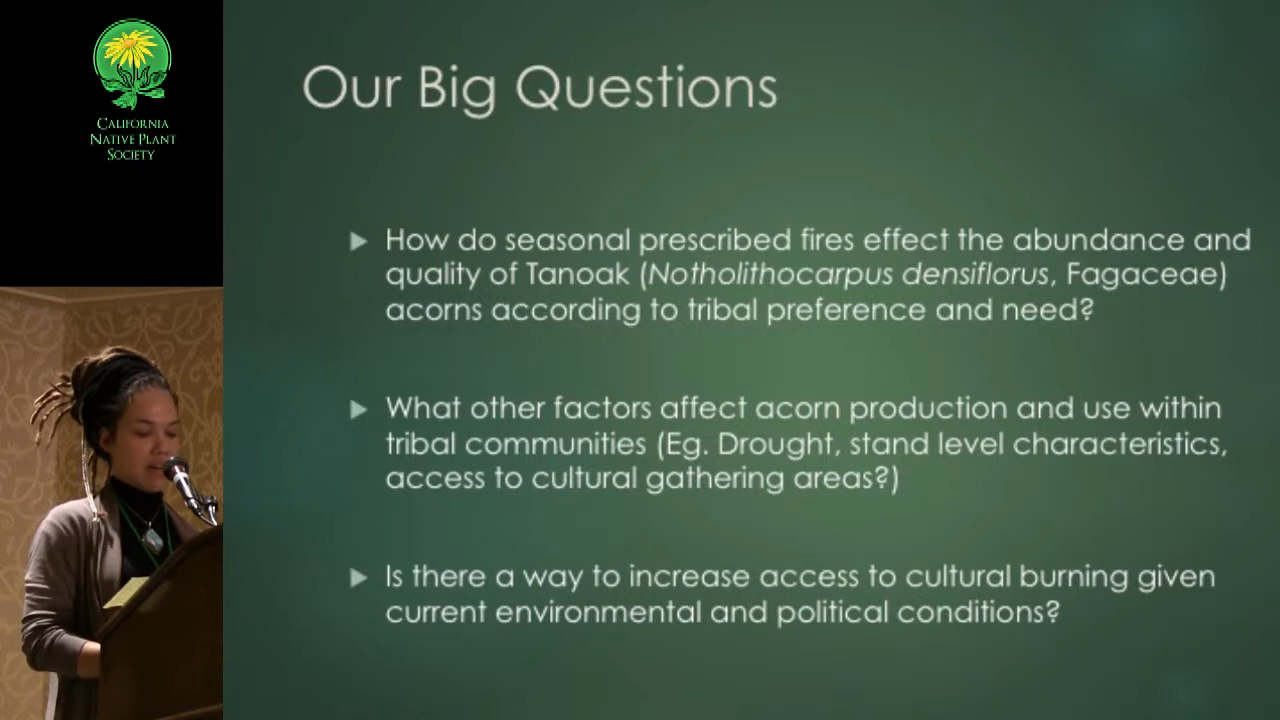 CALIFORNIA
NATIVE PLANT
SOCIETY
Our Big Questions
How do seasonal prescribed fires effect the abundance and
quality of Tanoak (Notholithocarpus densiflorus, Fagaceae)
acorns according to tribal preference and need?
What other factors affect acorn production and use within
tribal communities (Eg. Drought, stand level characteristics,
access to cultural gathering areas?)
Is there a way to increase access to cultural burning given
current environmental and political conditions?